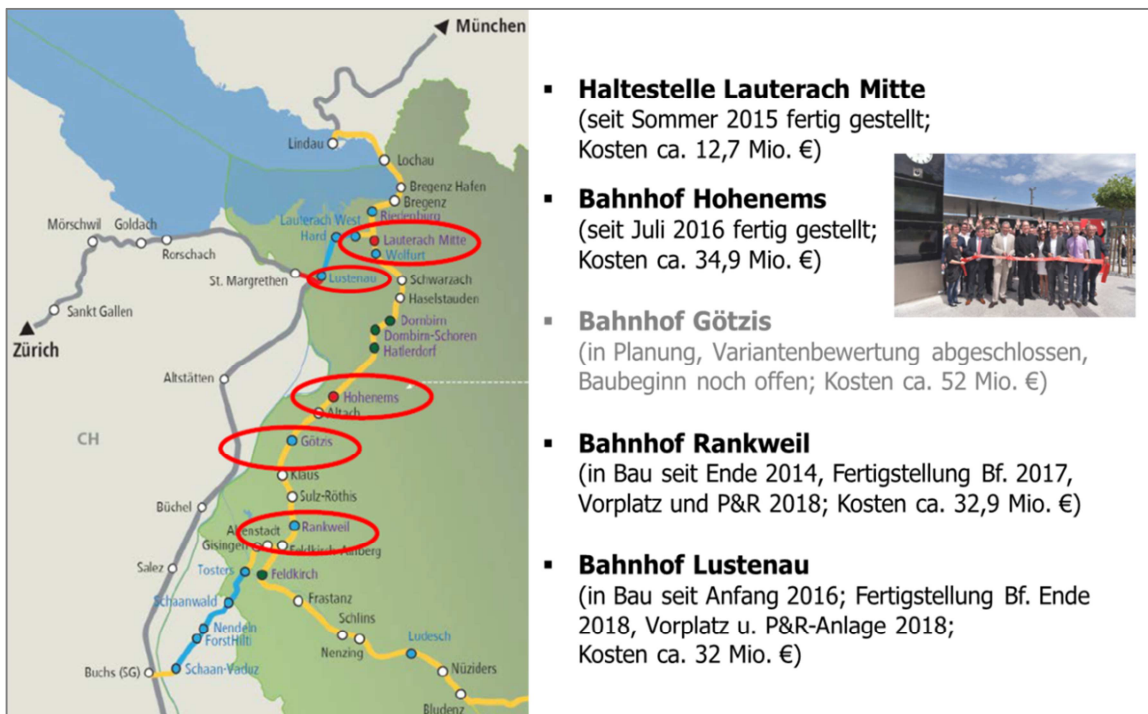 München
Lindau
Lochau
Bregenz Hafen
Bregenz
Riedenburg
Lauterach West
Hard
Lauterach Mitte
Wolfurt
Mörschwil
Goldach
Rorschach
St. Margrethen
Lustenau
Schwarzach
Haselstauden
Sankt Gallen
Zürich
Dornbirn
Dornbirn-Schoren
Hatlerdorf
Altstätten
Hohenems
Altach
CH
Götzis
Klaus
Sulz-Röthis
Büchel
Rankweil
Altenstadt
Gisingen
Feldkirch-Amberg
Salez
Tosters
Feldkirch
Schaanwald
Frastanz
Nendeln
ForstHilti
Schlins
Nenzing
Ludesch
Buchs (SG)
Schaan-Vaduz
Nüziders
Bludenz
▪ Haltestelle Lauterach Mitte
(seit Sommer 2015 fertig gestellt;
Kosten ca. 12,7 Mio. €)
▪ Bahnhof Hohenems
(seit Juli 2016 fertig gestellt;
Kosten ca. 34,9 Mio. €)
▪ Bahnhof Götzis
(in Planung, Variantenbewertung abgeschlossen,
Baubeginn noch offen; Kosten ca. 52 Mio. €)
▪ Bahnhof Rankweil
(in Bau seit Ende 2014, Fertigstellung Bf. 2017,
Vorplatz und P&R 2018; Kosten ca. 32,9 Mio. €)
▪ Bahnhof Lustenau
(in Bau seit Anfang 2016; Fertigstellung Bf. Ende
2018, Vorplatz u. P&R-Anlage 2018;
Kosten ca. 32 Mio. €)